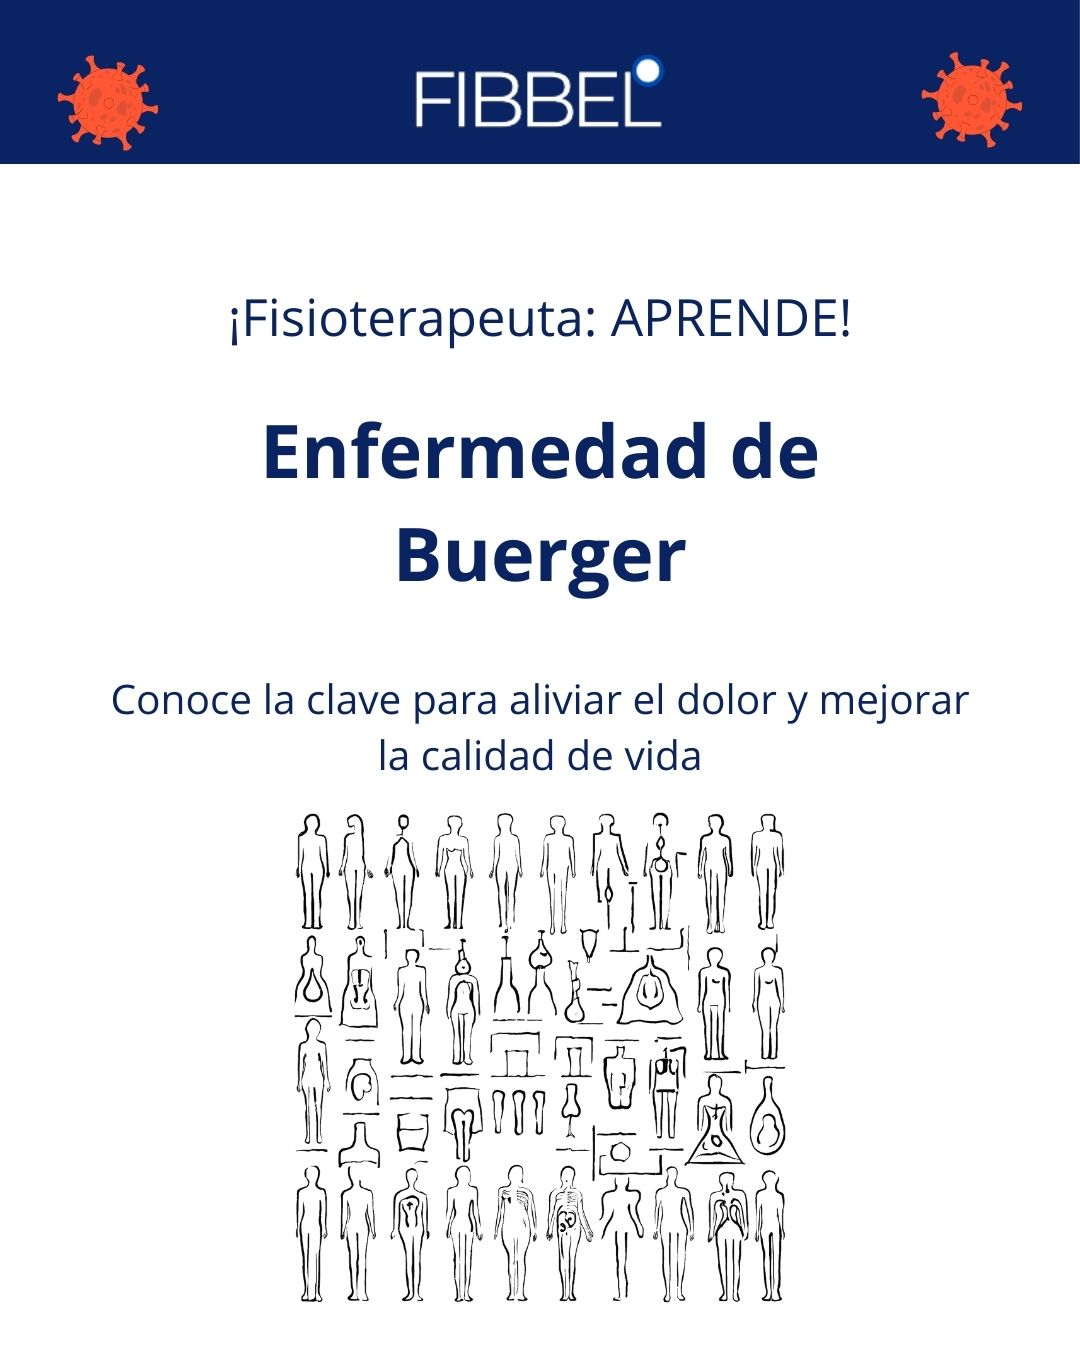 FIBBEL
¡Fisioterapeuta: APRENDE!
Enfermedad de
Buerger
Conoce la clave para aliviar el dolor y mejorar
la calidad de vida